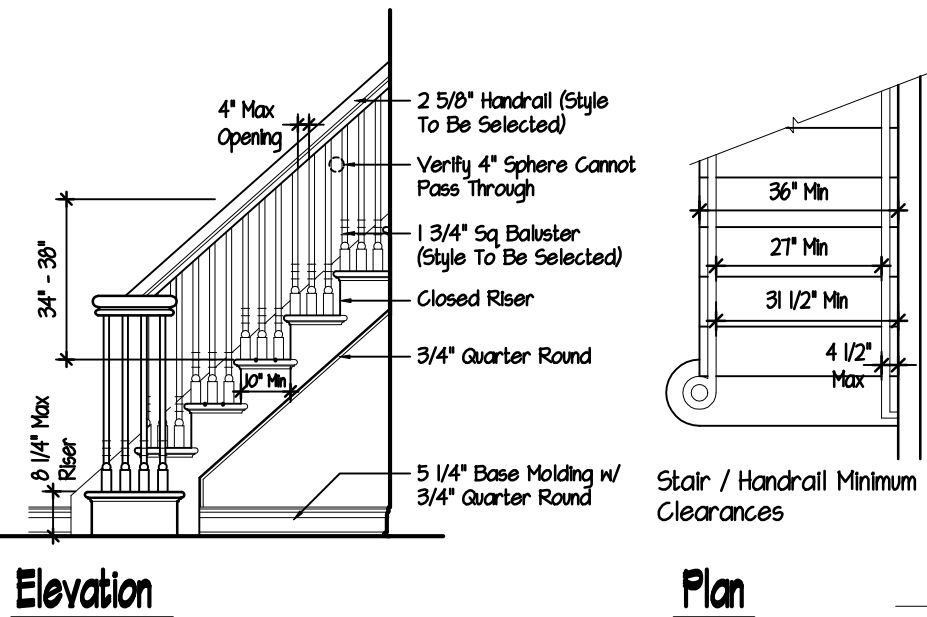 4" Max
Opening
34" - 38"
10" Min
8 1/4" Max
Riser
2 5/8" Handrail (Style
To Be Selected)
Verify 4" Sphere Cannot
Pass Through
1 3/4" Sq Baluster
(Style To Be Selected)
Closed Riser
3/4" Quarter Round
5 1/4" Base Molding w/
3/4" Quarter Round
Elevation
36" Min
27" Min
31 1/2" Min
4 1/2"
Max
Stair / Handrail Minimum
Clearances
Plan